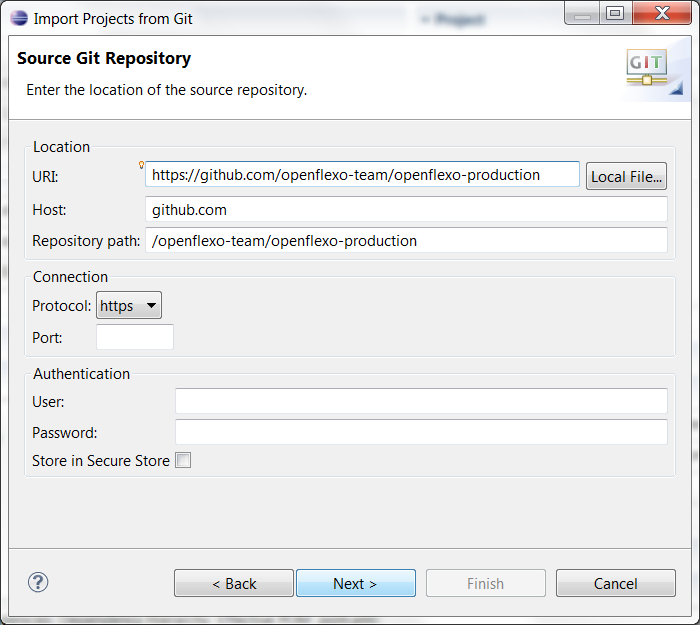 Import Projects from Git
Source Git Repository
Enter the location of the source repository.
GIT
Location
URI: https://github.com/openflexo-team/openflexo-production Local File...
Host: github.com
Repository path: /openflexo-team/openflexo-production
Connection
Protocol: https
Port:
Authentication
User:
Password:
Store in Secure Store
? < Back Next > Finish Cancel